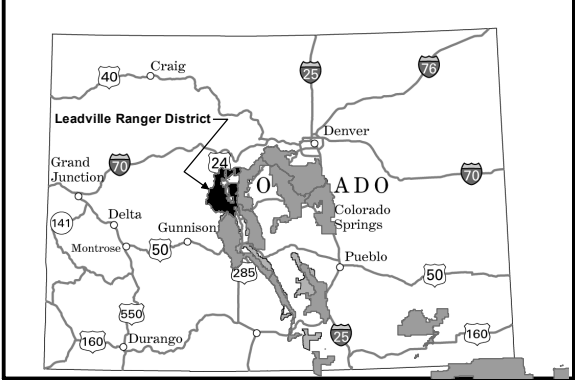 76
25
Craig
40
Leadville Ranger District
Denver
Grand
Junction
70
24
70
O
ADO
141
Delta
Colorado
Springs
Gunnison
Montrose
50
Pueblo
285
50
550
160
Durango
25
160